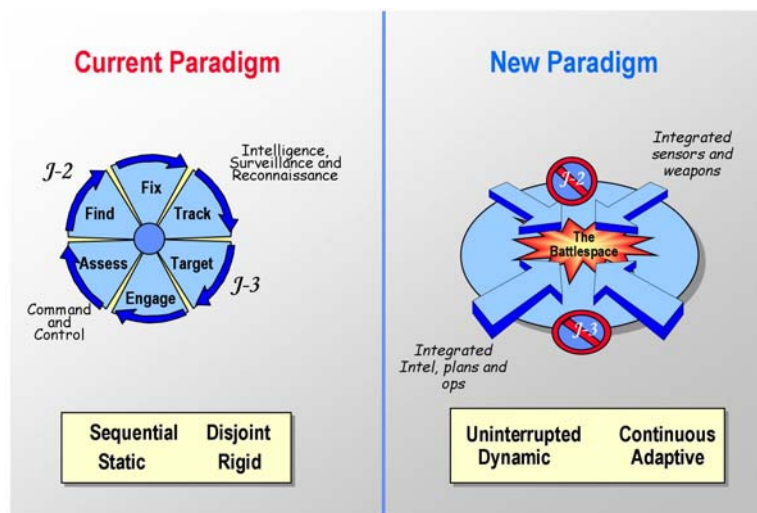 Current Paradigm
J-2
Intelligence,
Surveillance and
Reconnaissance
Fix
Find
Track
Assess
Target
Engage
J-3
Command
and
Control
Sequential Disjoint
Static Rigid
New Paradigm
Integrated
sensors and
weapons
J-2
The
Battlespace
J-3
Integrated
Intel, plans and
ops
Uninterrupted Continuous
Dynamic Adaptive